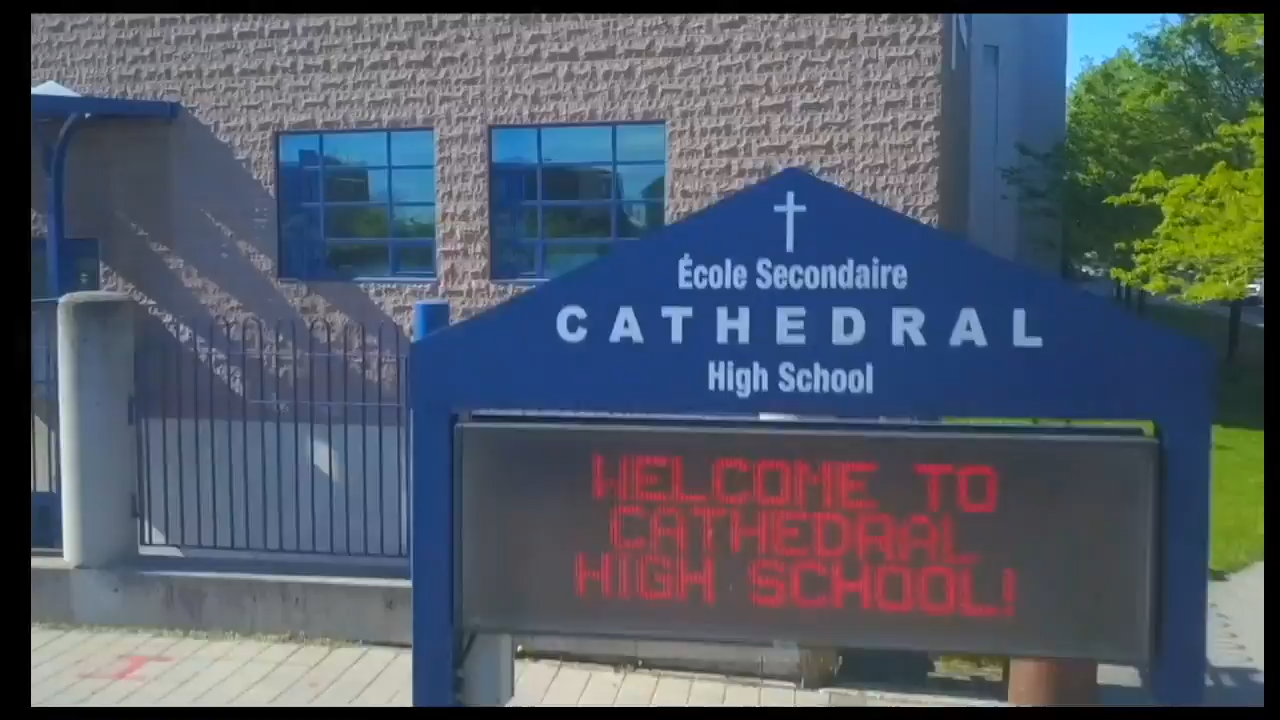 École Secondaire
CATHEDRAL
High School
WELCOME TO
CATHEDRAL
HIGH SCHOOL!